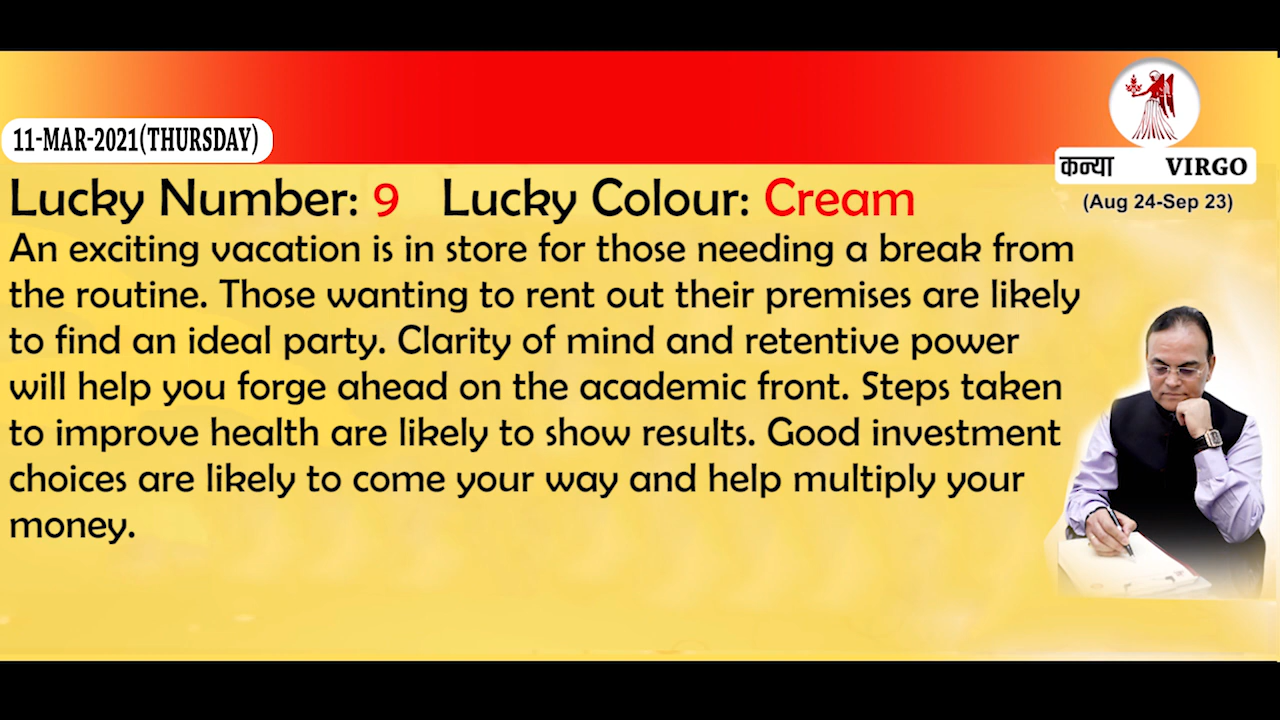 11-MAR-2021(THURSDAY)
कन्या VIRGO
(Aug 24-Sep 23)
Lucky Number: 9 Lucky Colour: Cream
An exciting vacation is in store for those needing a break from
the routine. Those wanting to rent out their premises are likely
to find an ideal party. Clarity of mind and retentive power
will help you forge ahead on the academic front. Steps taken
to improve health are likely to show results. Good investment
choices are likely to come your way and help multiply your
money.